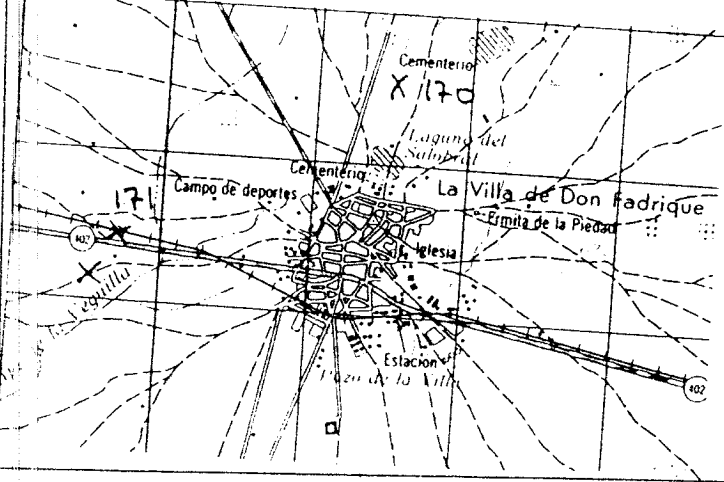 Cementerio
X 170
Laguna del
Salobral
Cementerio
171
Campo de deportes
La Villa de Don Fadrique
Ermita de la Piedad
402
Iglesia
Estación
Pozo de la Villa
402